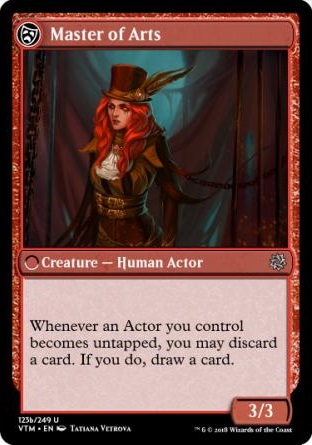 Master of Arts
Creature — Human Actor
Whenever an Actor you control
becomes untapped, you may discard
a card. If you do, draw a card.
3/3
123b/249 U
VTM • EN Tatiana Vetrova
™ & © 2018 Wizards of the Coast